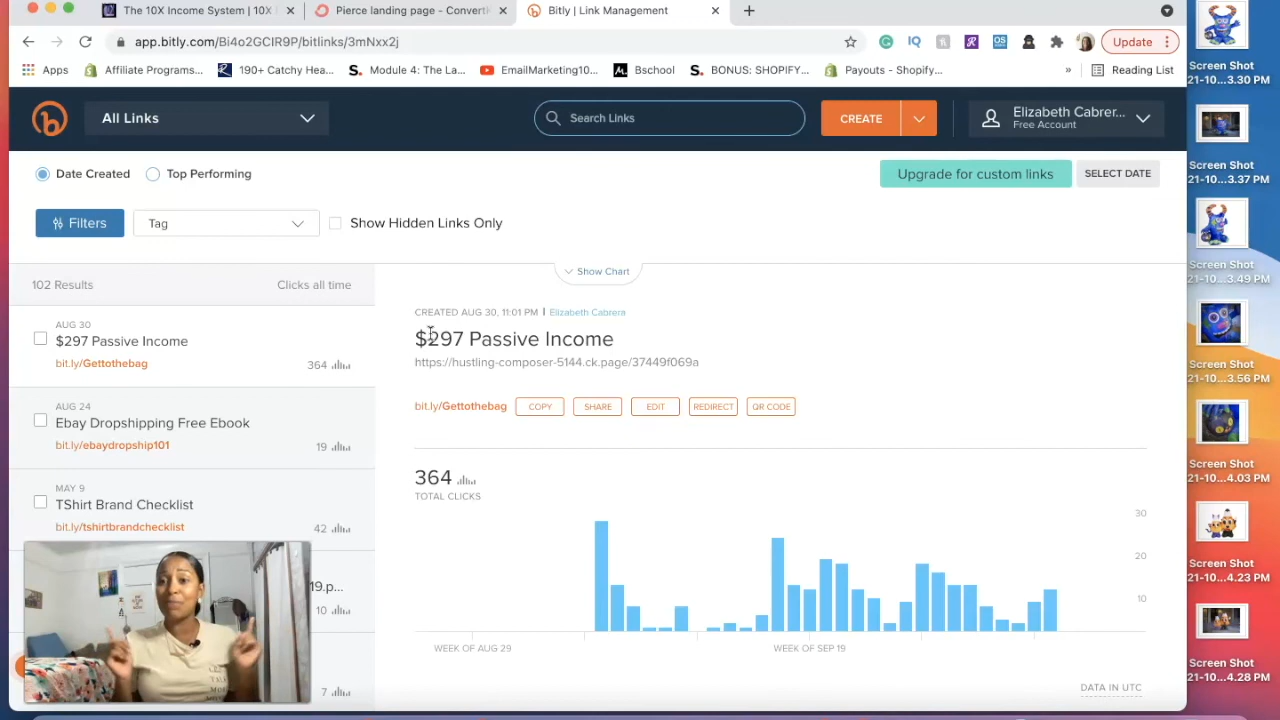 The 10X Income System | 10X
Pierce landing page - Convertk
Bitly | Link Management
app.bitly.com/Bi4o2GCIR9P/bitlinks/3mNxx2j
Update
Apps
Affiliate Programs...
190+ Catchy Hea...
Module 4: The La...
EmailMarketing10...
Bschool
BONUS: SHOPIFY...
Payouts - Shopify...
»
Reading List
All Links
Search Links
CREATE
Elizabeth Cabrer...
Free Account
Date Created
Top Performing
Upgrade for custom links
SELECT DATE
Filters
Tag
Show Hidden Links Only
102 Results
Clicks all time
Show Chart
AUG 30
$297 Passive Income
bit.ly/Gettothebag
364
AUG 24
Ebay Dropshipping Free Ebook
bit.ly/ebaydropship101
19
MAY 9
TShirt Brand Checklist
bit.ly/tshirtbrandchecklist
42
19.p...
10
7
CREATED AUG 30, 11:01 PM | Elizabeth Cabrera
$297 Passive Income
https://hustling-composer-5144.ck.page/37449f069a
bit.ly/Gettothebag
COPY
SHARE
EDIT
REDIRECT
QR CODE
364
TOTAL CLICKS
30
20
10
WEEK OF AUG 29
WEEK OF SEP 19
DATA IN UTC
Screen Shot
21-10...3.30 PM
Screen Shot
21-10...3.37 PM
Screen Shot
21-10...3.49 PM
Screen Shot
21-10...3.56 PM
Screen Shot
21-10...4.03 PM
Screen Shot
21-10...4.23 PM
Screen Shot
21-10...4.28 PM